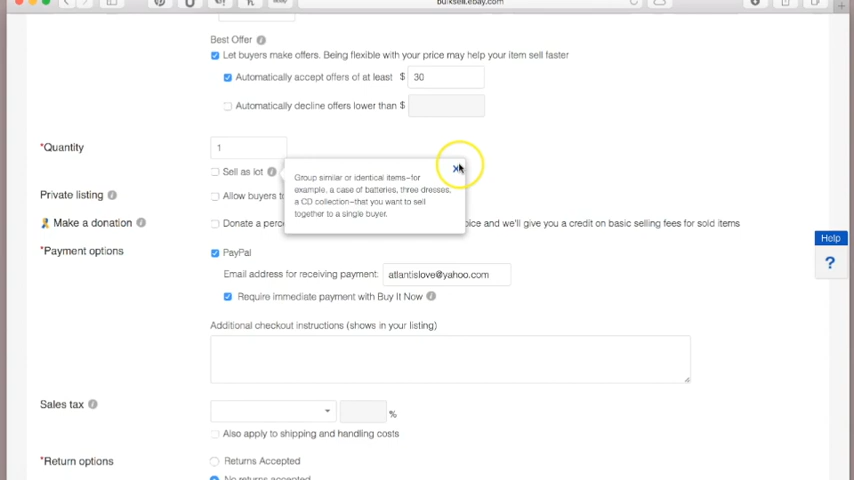 bulksell.ebay.com
Best Offer
Let buyers make offers. Being flexible with your price may help your item sell faster
Automatically accept offers of at least $ 30
Automatically decline offers lower than $
*Quantity 1
Sell as lot
Group similar or identical items–for
example, a case of batteries, three dresses,
a CD collection–that you want to sell
together to a single buyer.
Private listing Allow buyers to
Make a donation Donate a perc ice and we'll give you a credit on basic selling fees for sold items
*Payment options PayPal
Email address for receiving payment: atlantislove@yahoo.com
Require immediate payment with Buy It Now
Additional checkout instructions (shows in your listing)
Sales tax %
Also apply to shipping and handling costs
*Return options Returns Accepted
No returns accepted
Help
?